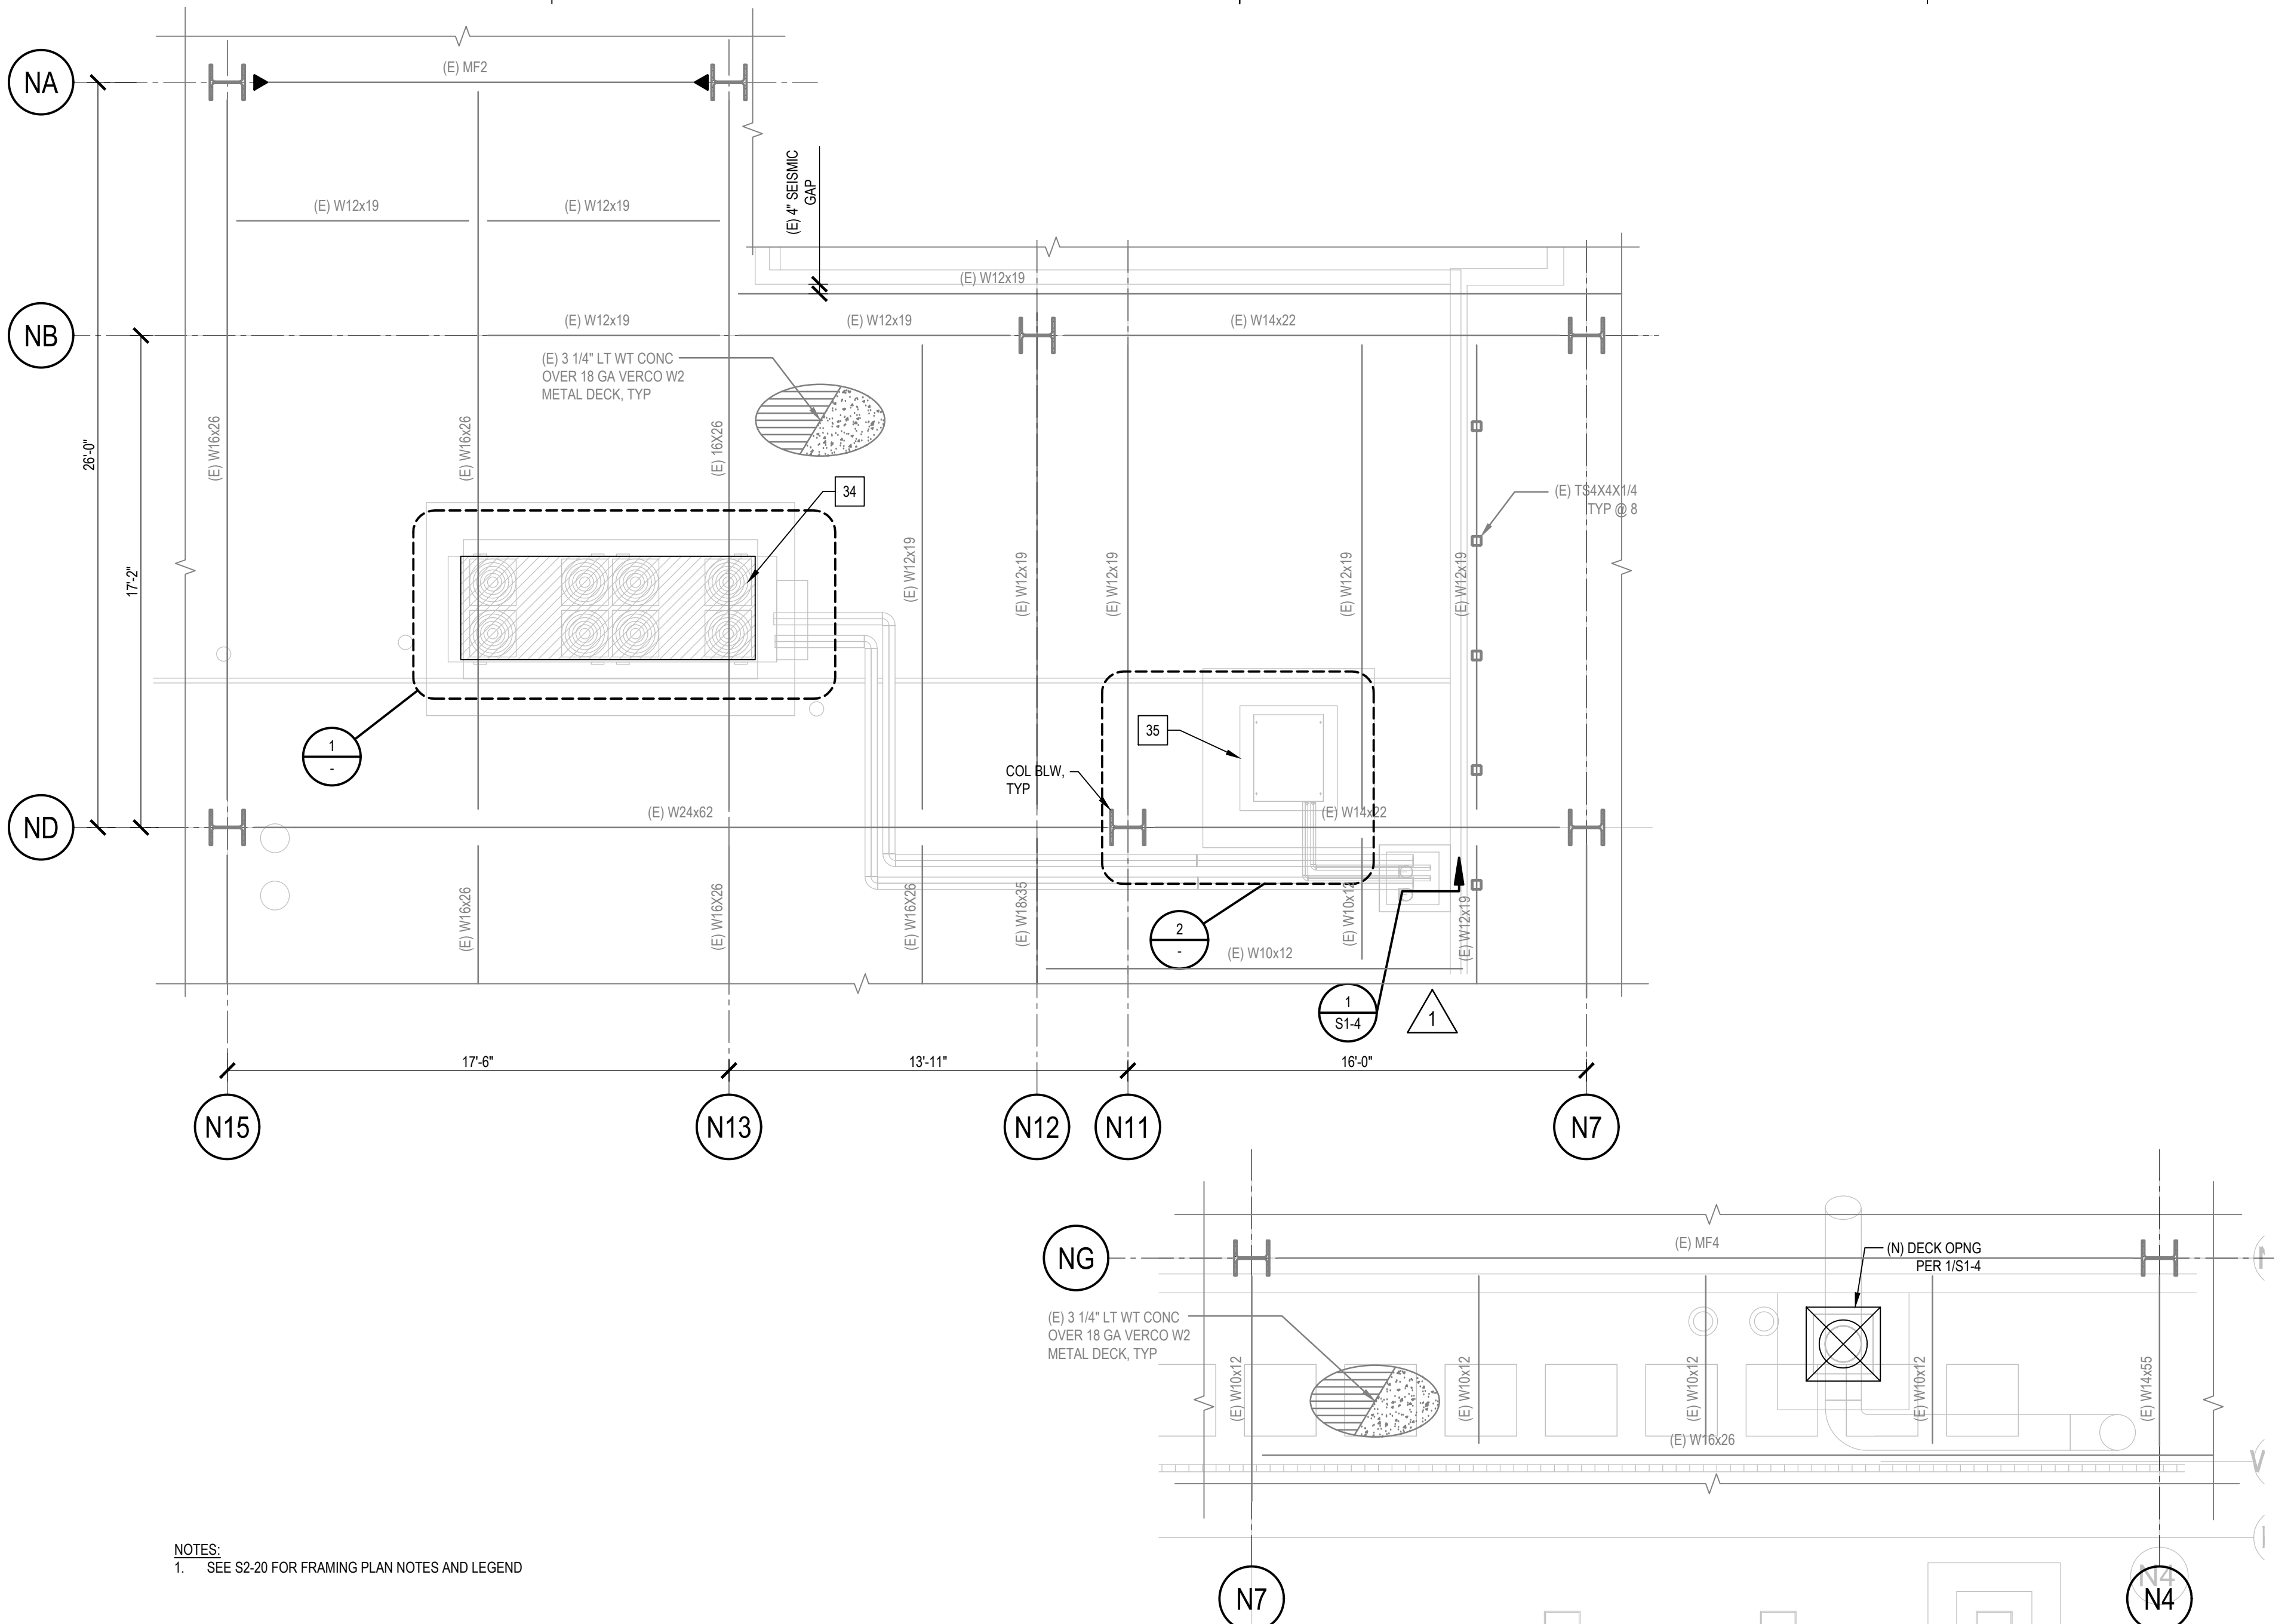 NA
(E) MF2
(E) 4" SEISMIC
GAP
(E) W12x19
(E) W12x19
(E) W12x19
NB
(E) W12x19
(E) W12x19
(E) W14x22
(E) 3 1/4" LT WT CONC
OVER 18 GA VERCO W2
METAL DECK, TYP
26'-0"
17'-2"
(E) W16x26
(E) W16x26
(E) 16X26
34
(E) TS4X4X1/4
TYP @ 8
(E) W12x19
(E) W12x19
(E) W12x19
(E) W12x19
(E) W12x19
1
-
35
COL BLW,
TYP
ND
(E) W24x62
(E) W14x22
(E) W16x26
(E) W16X26
(E) W16X26
(E) W18x35
(E) W10x12
(E) W12x19
2
-
(E) W10x12
1
S1-4
1
17'-6"
13'-11"
16'-0"
N15
N13
N12
N11
N7
NG
(E) MF4
(N) DECK OPNG
PER 1/S1-4
(E) 3 1/4" LT WT CONC
OVER 18 GA VERCO W2
METAL DECK, TYP
(E) W10x12
(E) W10x12
(E) W10x12
(E) W10x12
(E) W14x55
(E) W16x26
NOTES:
1. SEE S2-20 FOR FRAMING PLAN NOTES AND LEGEND
N7
N4
N4